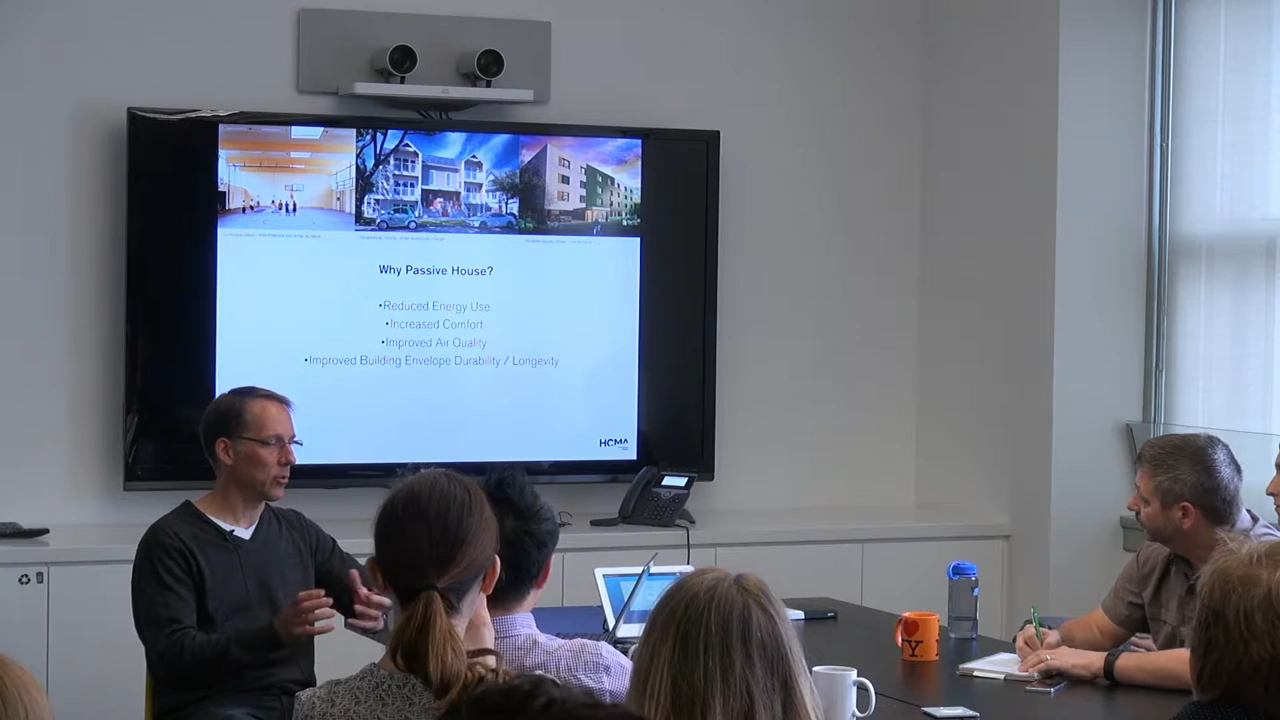 Why Passive House?
•Reduced Energy Use
•Increased Comfort
•Improved Air Quality
•Improved Building Envelope Durability / Longevity
HCMA
Y